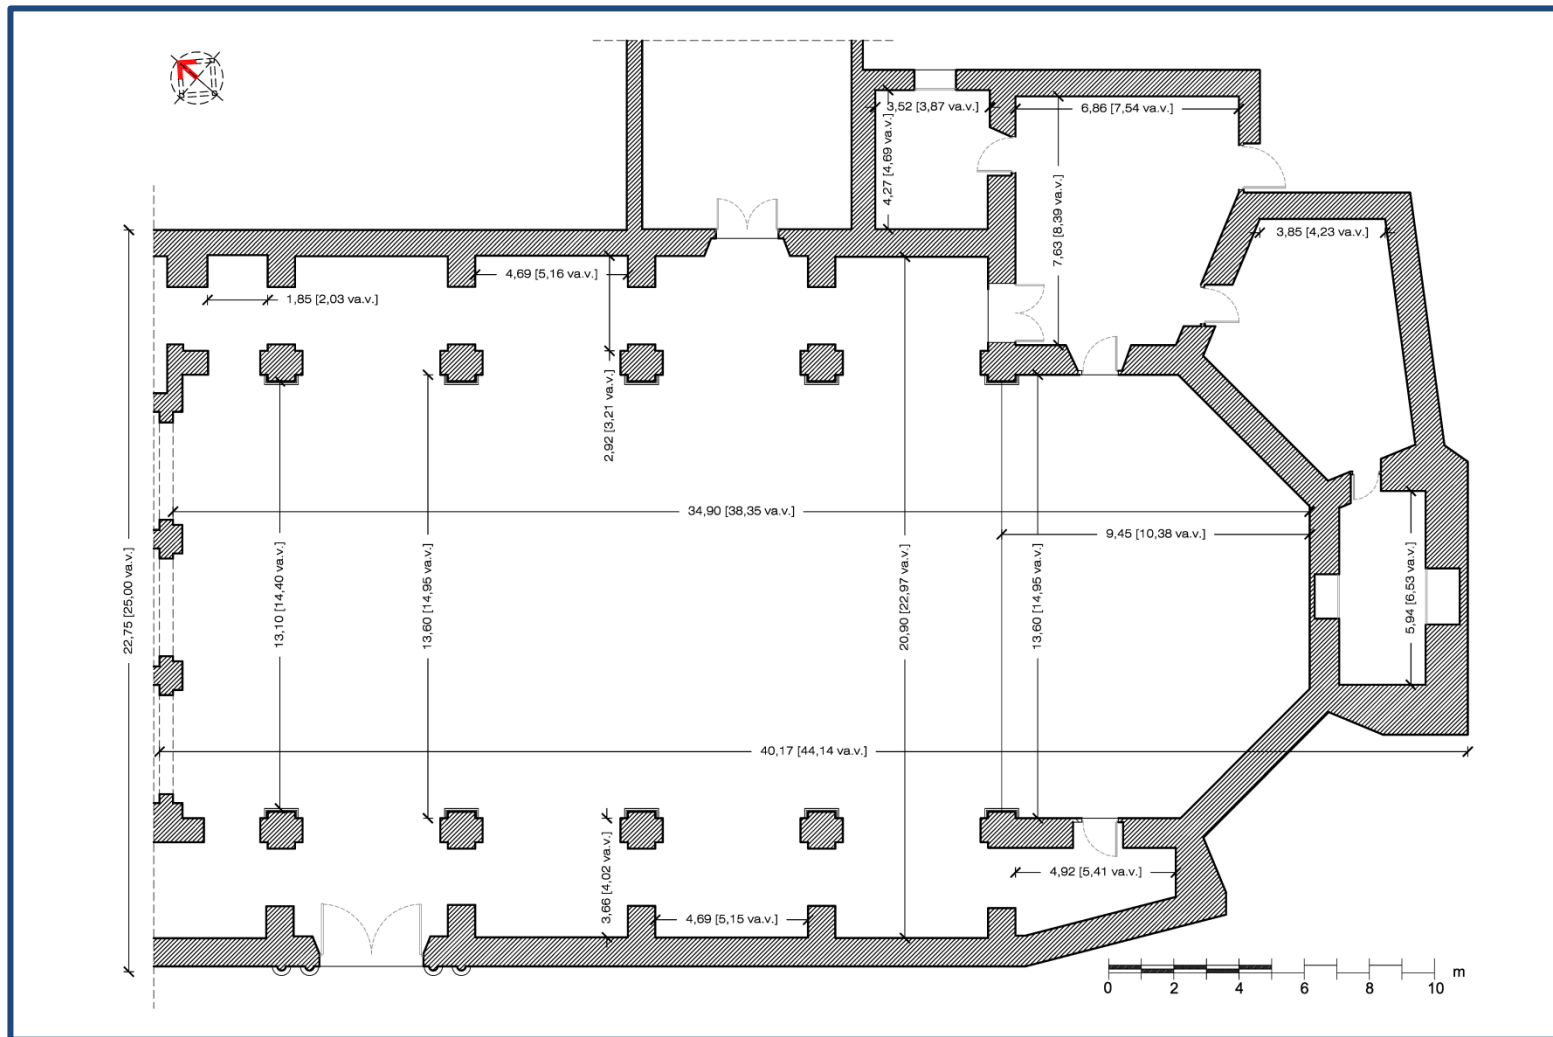 3,52 [3,87 va.v.]
6,86 [7,54 va.v.]
4,27 [4,69 va.v.]
7,63 [8,39 va.v.]
3,85 [4,23 va.v.]
4,69 [5,16 va.v.]
1,85 [2,03 va.v.]
2,92 [3,21 va.v.]
34,90 [38,35 va.v.]
9,45 [10,38 va.v.]
22,75 [25,00 va.v.]
13,10 [14,40 va.v.]
13,60 [14,95 va.v.]
20,90 [22,97 va.v.]
13,60 [14,95 va.v.]
5,94 [6,53 va.v.]
40,17 [44,14 va.v.]
3,66 [4,02 va.v.]
4,92 [5,41 va.v.]
4,69 [5,15 va.v.]
0 2 4 6 8 10 m